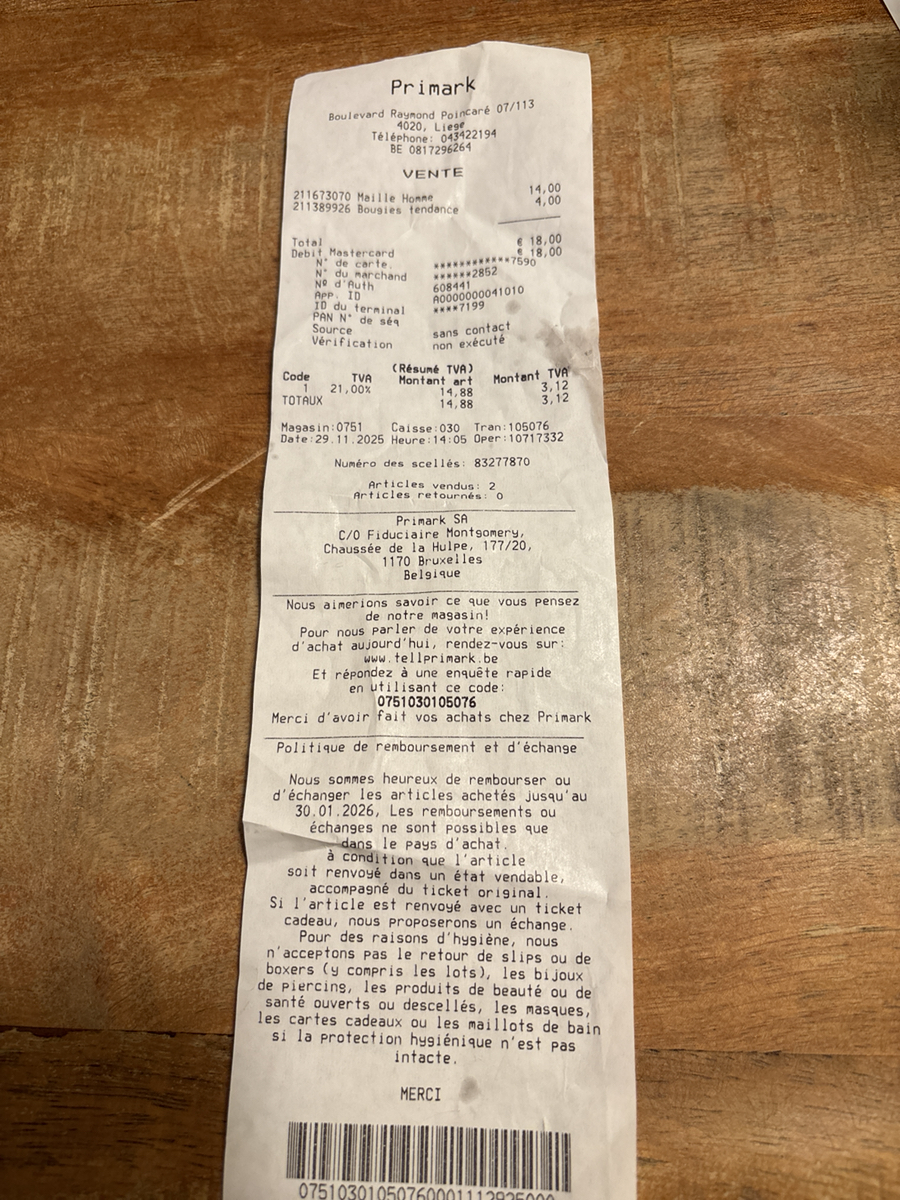 Primark
Boulevard Raymond Poincaré 07/113
4020, Liege
Téléphone: 043422194
BE 0817296264
VENTE
211673070 Maille Homme 14,00
211389926 Bougies tendance 4,00
Total € 18,00
Debit Mastercard € 18,00
N° de carte. ************7590
N° du marchand ******2852
Nº d'Auth 608441
App. ID A0000000041010
ID du terminal ****7199
PAN N° de séq
Source sans contact
Vérification non exécuté
(Résumé TVA)
Code TVA Montant art Montant TVA
1 21,00% 14,88 3,12
TOTAUX 14,88 3,12
Magasin:0751 Caisse:030 Tran:105076
Date:29.11.2025 Heure:14:05 Oper:10717332
Numéro des scellés: 83277870
Articles vendus: 2
Articles retournés: 0
Primark SA
C/O Fiduciaire Montgomery,
Chaussée de la Hulpe, 177/20,
1170 Bruxelles
Belgique
Nous aimerions savoir ce que vous pensez
de notre magasin!
Pour nous parler de votre expérience
d'achat aujourd'hui, rendez-vous sur:
www.tellprimark.be
Et répondez à une enquête rapide
en utilisant ce code:
0751030105076
Merci d'avoir fait vos achats chez Primark
Politique de remboursement et d'échange
Nous sommes heureux de rembourser ou
d'échanger les articles achetés jusqu'au
30.01.2026, Les remboursements ou
échanges ne sont possibles que
dans le pays d'achat.
à condition que l'article
soit renvoyé dans un état vendable,
accompagné du ticket original.
Si l'article est renvoyé avec un ticket
cadeau, nous proposerons un échange.
Pour des raisons d'hygiène, nous
n'acceptons pas le retour de slips ou de
boxers (y compris les lots), les bijoux
de piercing, les produits de beauté ou de
santé ouverts ou descellés, les masques,
les cartes cadeaux ou les maillots de bain
si la protection hygiénique n'est pas
intacte.
MERCI